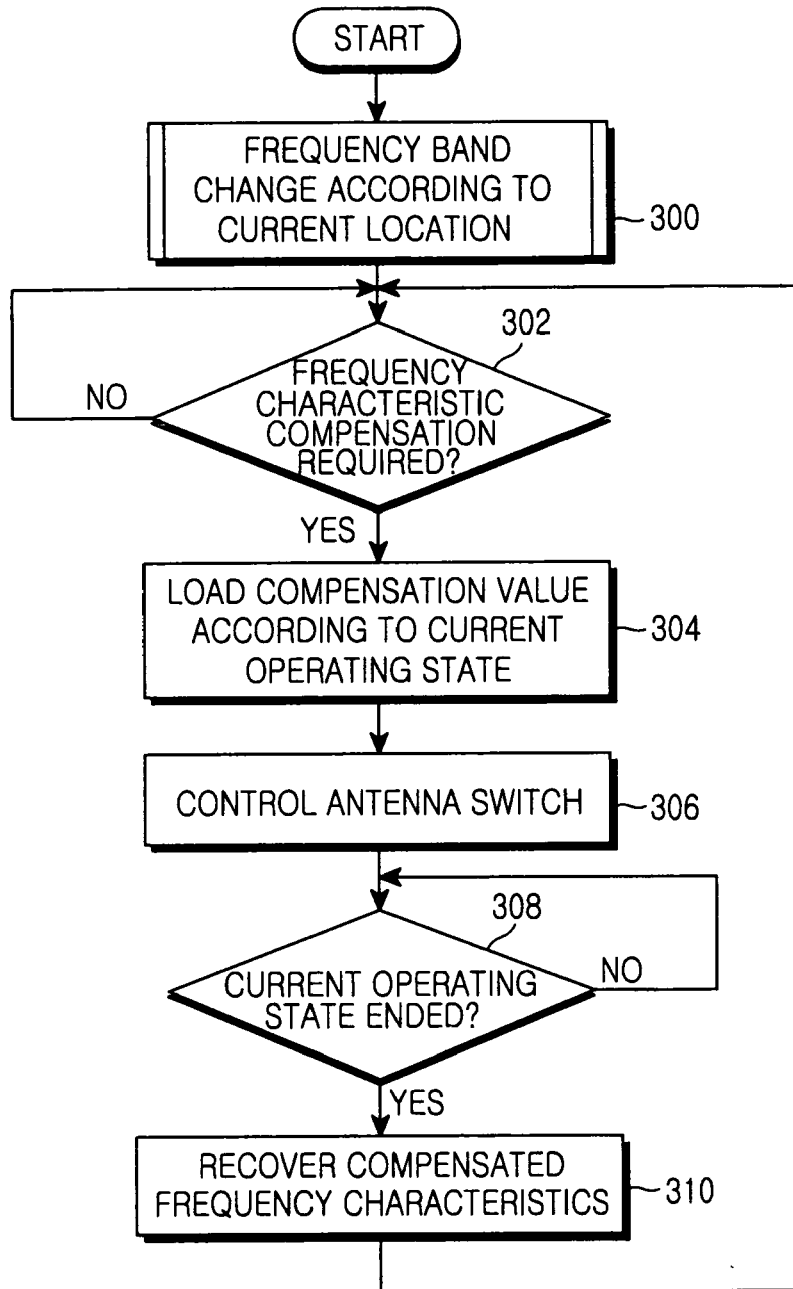 START
FREQUENCY BAND
CHANGE ACCORDING TO
CURRENT LOCATION
300
302
FREQUENCY
CHARACTERISTIC
COMPENSATION
REQUIRED?
NO
YES
LOAD COMPENSATION VALUE
ACCORDING TO CURRENT
OPERATING STATE
304
CONTROL ANTENNA SWITCH
306
308
CURRENT OPERATING
STATE ENDED?
NO
YES
RECOVER COMPENSATED
FREQUENCY CHARACTERISTICS
310